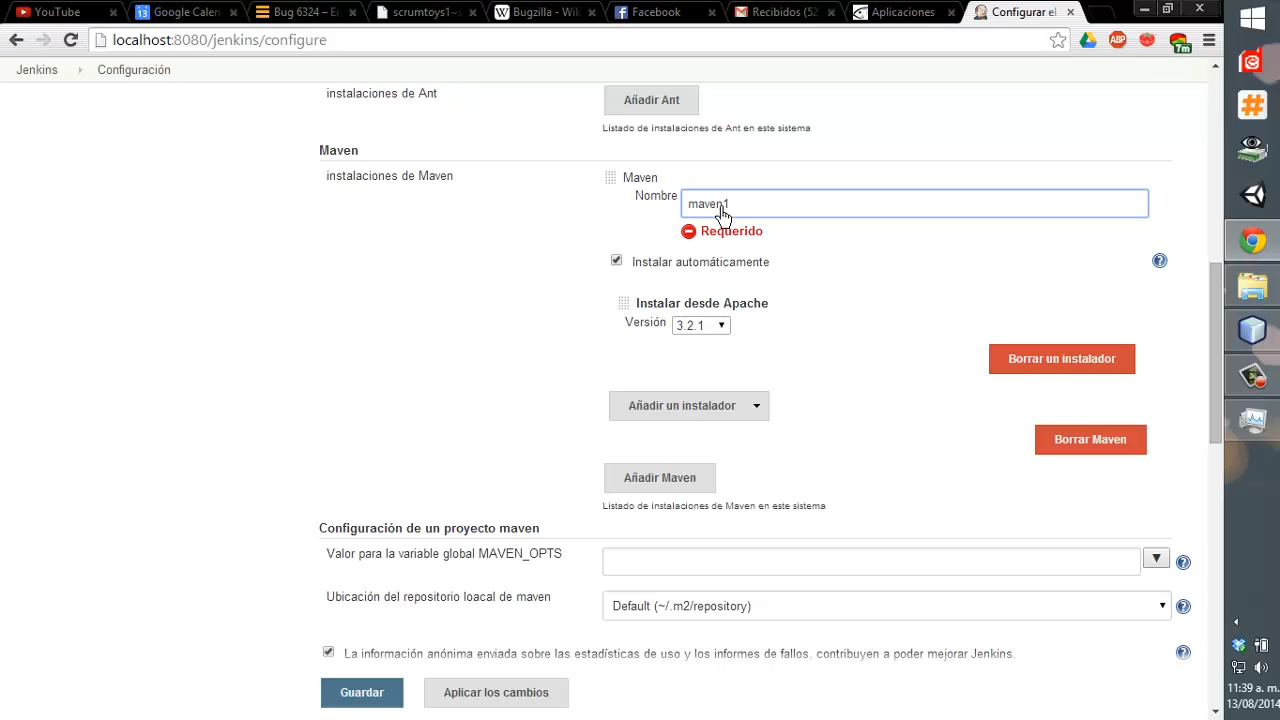 YouTube
Google Calen
Bug 6324 – E
scrumtoys1~
Bugzilla - Wi
Facebook
Recibidos (52
Aplicaciones
Configurar el
localhost:8080/jenkins/configure
ABP
7m
Jenkins
Configuración
instalaciones de Ant
Añadir Ant
Listado de instalaciones de Ant en este sistema
Maven
instalaciones de Maven
Maven
Nombre
maven1
Requerido
Instalar automáticamente
Instalar desde Apache
Versión
3.2.1
Borrar un instalador
Añadir un instalador
Borrar Maven
Añadir Maven
Listado de instalaciones de Maven en este sistema
Configuración de un proyecto maven
Valor para la variable global MAVEN_OPTS
Ubicación del repositorio loacal de maven
Default (~/.m2/repository)
La información anónima enviada sobre las estadísticas de uso y los informes de fallos, contribuyen a poder mejorar Jenkins.
Guardar
Aplicar los cambios
11:39 a. m.
13/08/2014